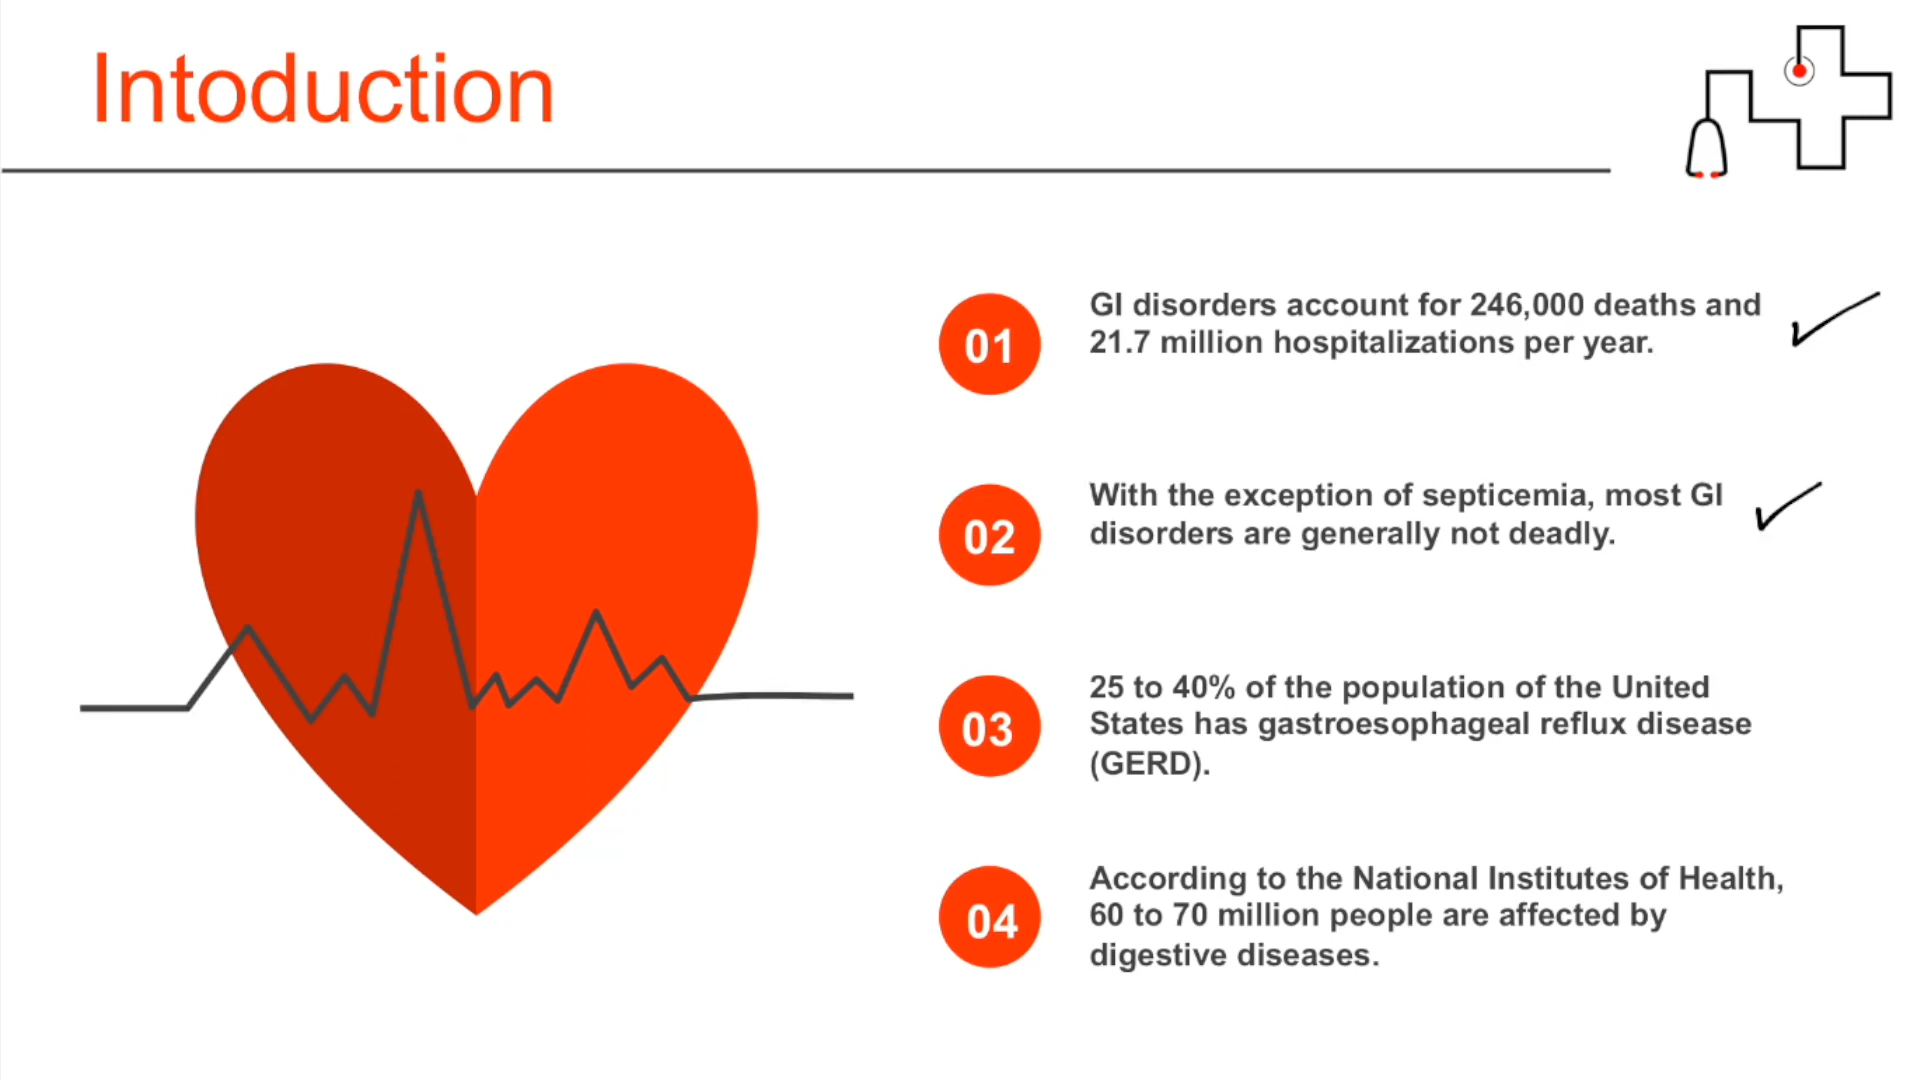 Intoduction
01
GI disorders account for 246,000 deaths and
21.7 million hospitalizations per year.
02
With the exception of septicemia, most GI
disorders are generally not deadly.
03
25 to 40% of the population of the United
States has gastroesophageal reflux disease
(GERD).
04
According to the National Institutes of Health,
60 to 70 million people are affected by
digestive diseases.